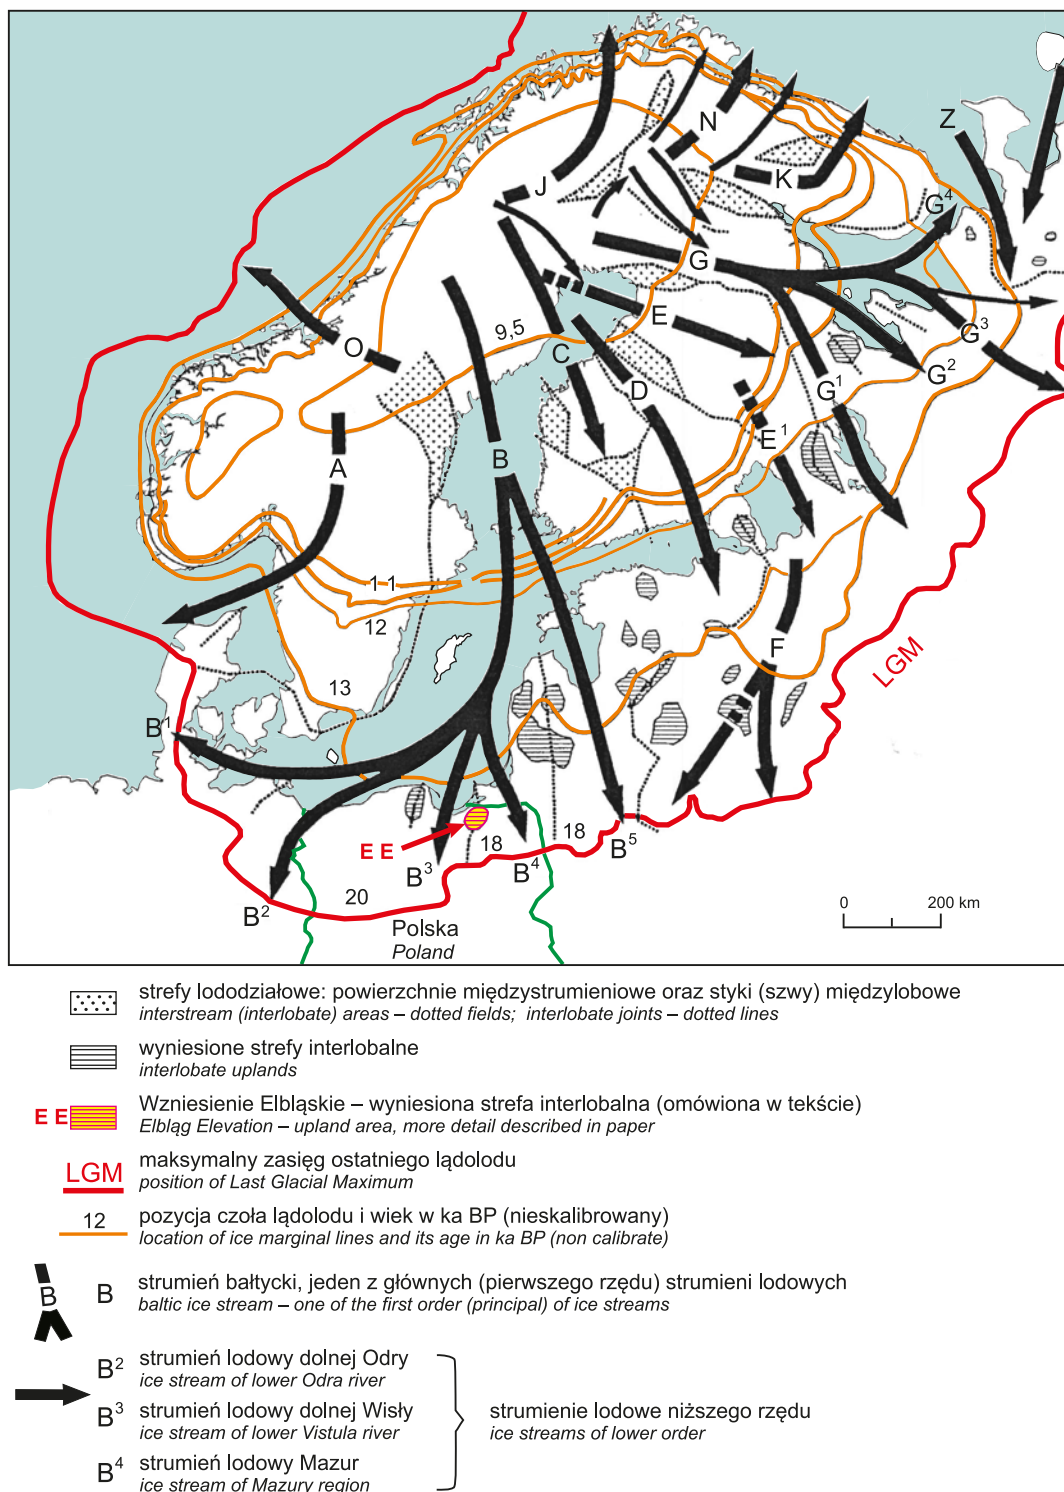 N
Z
K
J
G⁴
G
9,5
E
O
C
G³
D
G²
G¹
A
B
E¹
11
12
F
LGM
13
B¹
18
18
E E
B⁵
B³
B⁴
20
B²
0 200 km
Polska
Poland
strefy lododziałowe: powierzchnie międzystrumieniowe oraz styki (szwy) międzylobowe
interstream (interlobate) areas – dotted fields; interlobate joints – dotted lines
wyniesione strefy interlobalne
interlobate uplands
E E Wzniesienie Elbląskie – wyniesiona strefa interlobalna (omówiona w tekście)
Elbląg Elevation – upland area, more detail described in paper
LGM maksymalny zasięg ostatniego lądolodu
position of Last Glacial Maximum
12 pozycja czoła lądolodu i wiek w ka BP (nieskalibrowany)
location of ice marginal lines and its age in ka BP (non calibrate)
B B strumień bałtycki, jeden z głównych (pierwszego rzędu) strumieni lodowych
baltic ice stream – one of the first order (principal) of ice streams
B² strumień lodowy dolnej Odry
ice stream of lower Odra river
B³ strumień lodowy dolnej Wisły
ice stream of lower Vistula river
strumienie lodowe niższego rzędu
ice streams of lower order
B⁴ strumień lodowy Mazur
ice stream of Mazury region